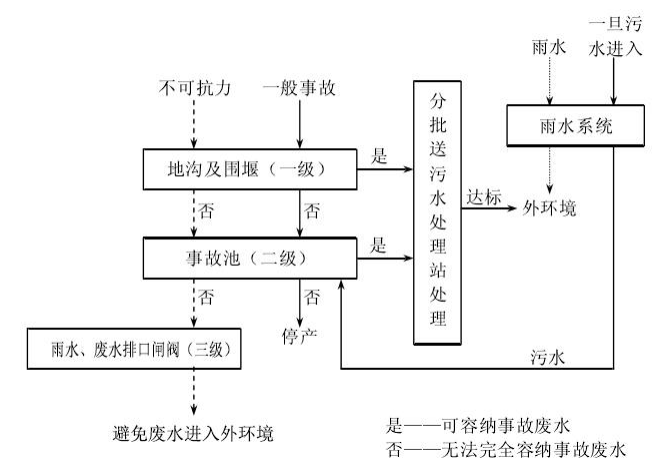 一旦污
水进入
雨水
不可抗力
一般事故
雨水系统
分批送污水处理站处理
地沟及围堰（一级）
是
达标
外环境
否
否
事故池（二级）
是
否
否
停产
雨水、废水排口闸阀（三级）
污水
避免废水进入外环境
是——可容纳事故废水
否——无法完全容纳事故废水